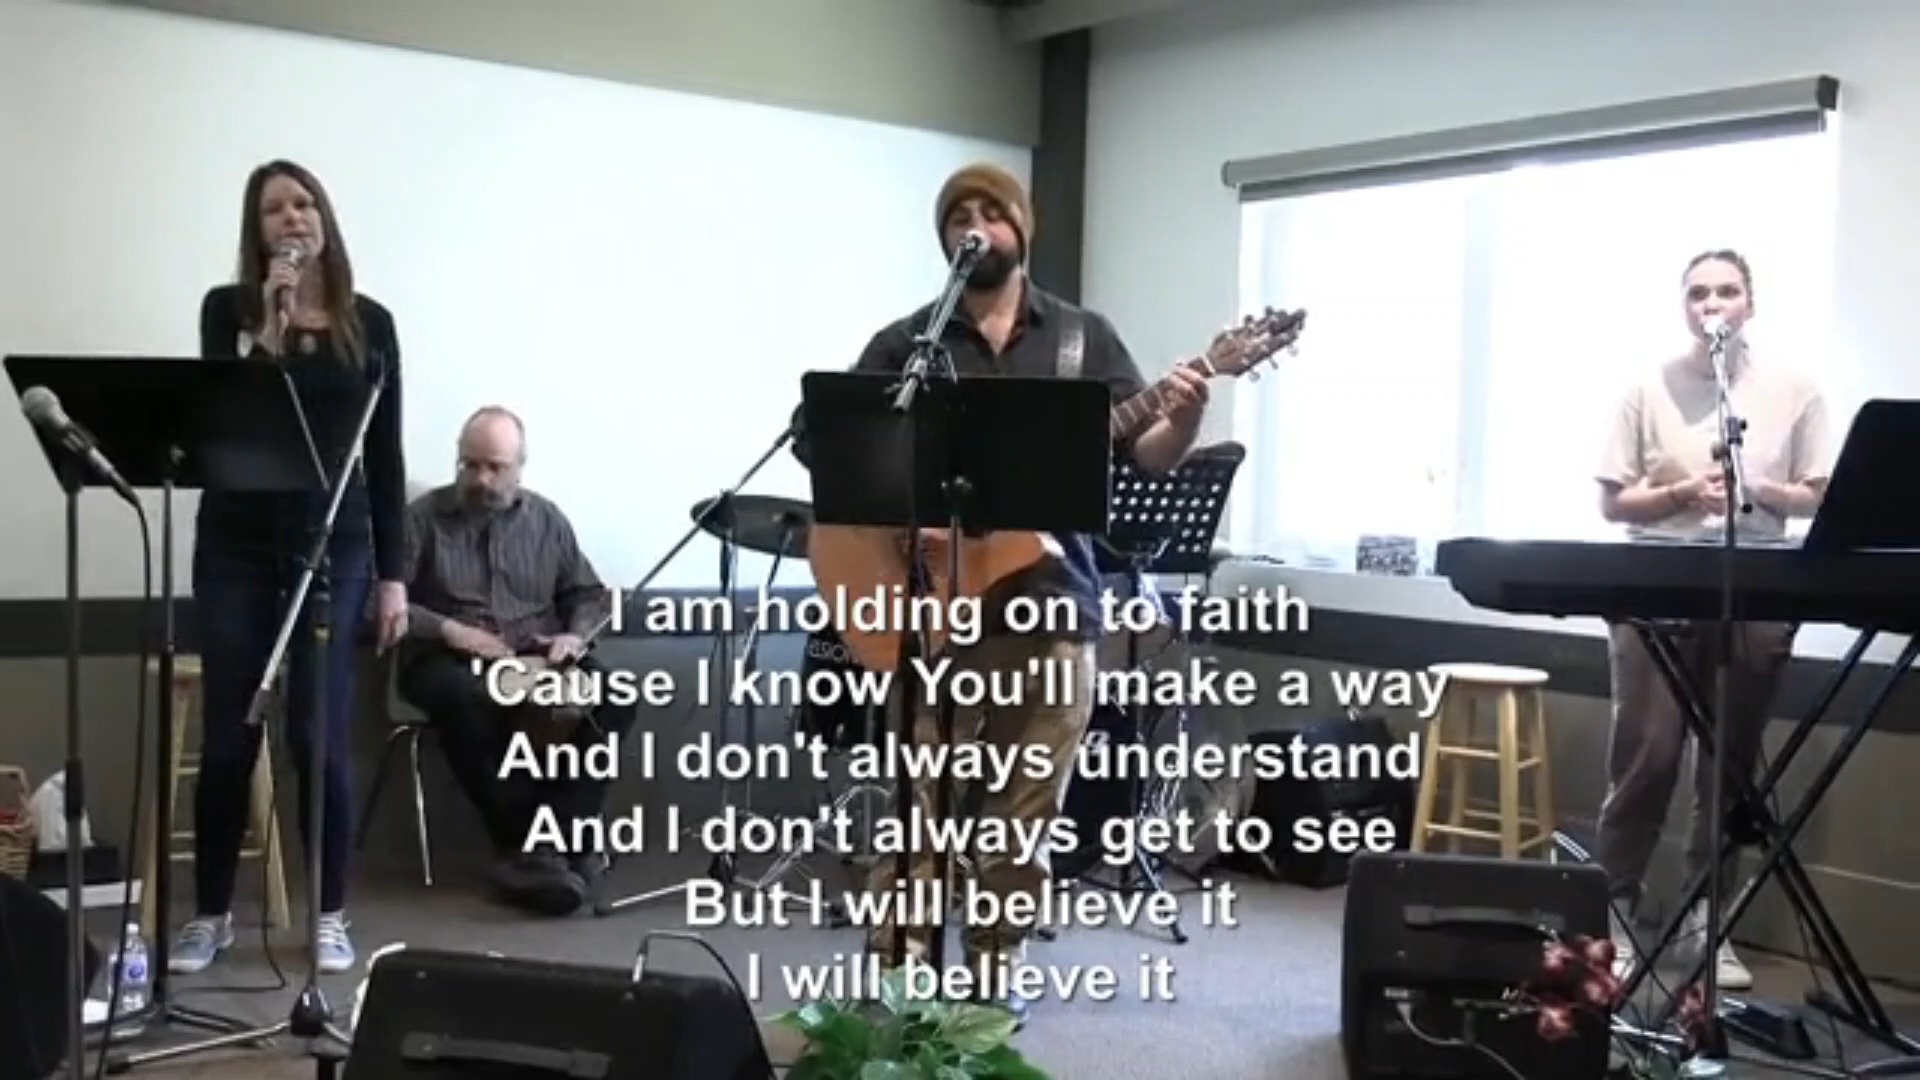 I am holding on to faith
'Cause I know You'll make a way
And I don't always understand
And I don't always get to see
But I will believe it
I will believe it